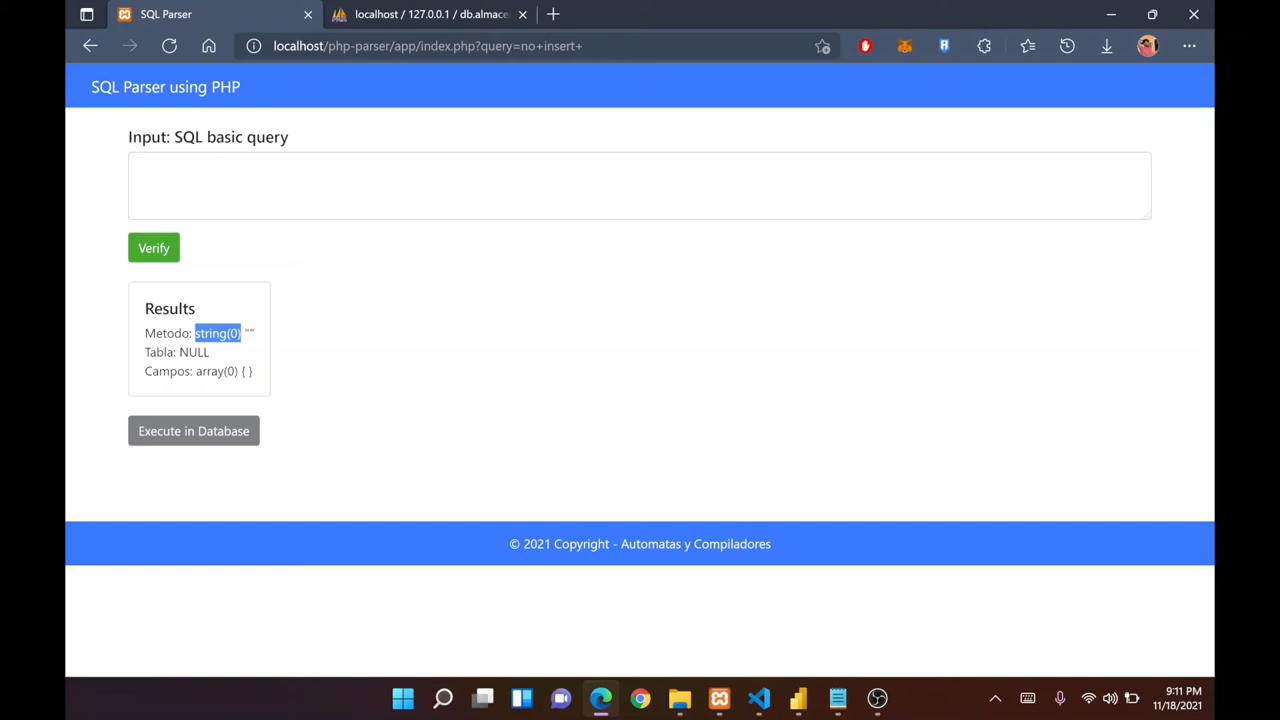 SQL Parser
localhost / 127.0.0.1 / db.almace
localhost/php-parser/app/index.php?query=no+insert+
SQL Parser using PHP
Input: SQL basic query
Verify
Results
Metodo: string(0) ""
Tabla: NULL
Campos: array(0) { }
Execute in Database
© 2021 Copyright - Automatas y Compiladores
9:11 PM
11/18/2021